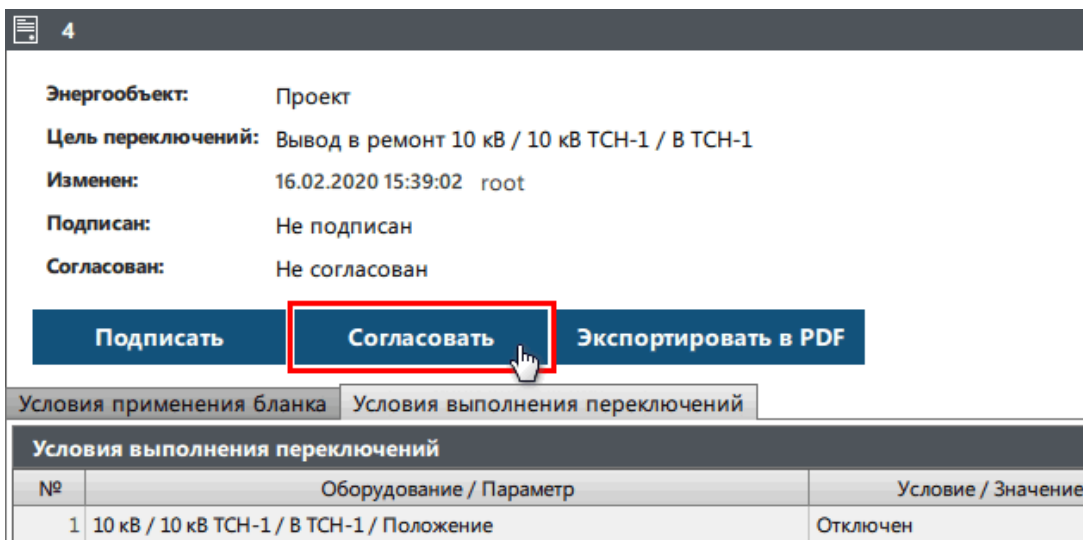 4
Энергообъект: Проект
Цель переключений: Вывод в ремонт 10 кВ / 10 кВ ТСН-1 / В ТСН-1
Изменен: 16.02.2020 15:39:02 root
Подписан: Не подписан
Согласован: Не согласован
Подписать Согласовать Экспортировать в PDF
Условия применения бланка Условия выполнения переключений
Условия выполнения переключений
№ Оборудование / Параметр Условие / Значение
1 10 кВ / 10 кВ ТСН-1 / В ТСН-1 / Положение Отключен